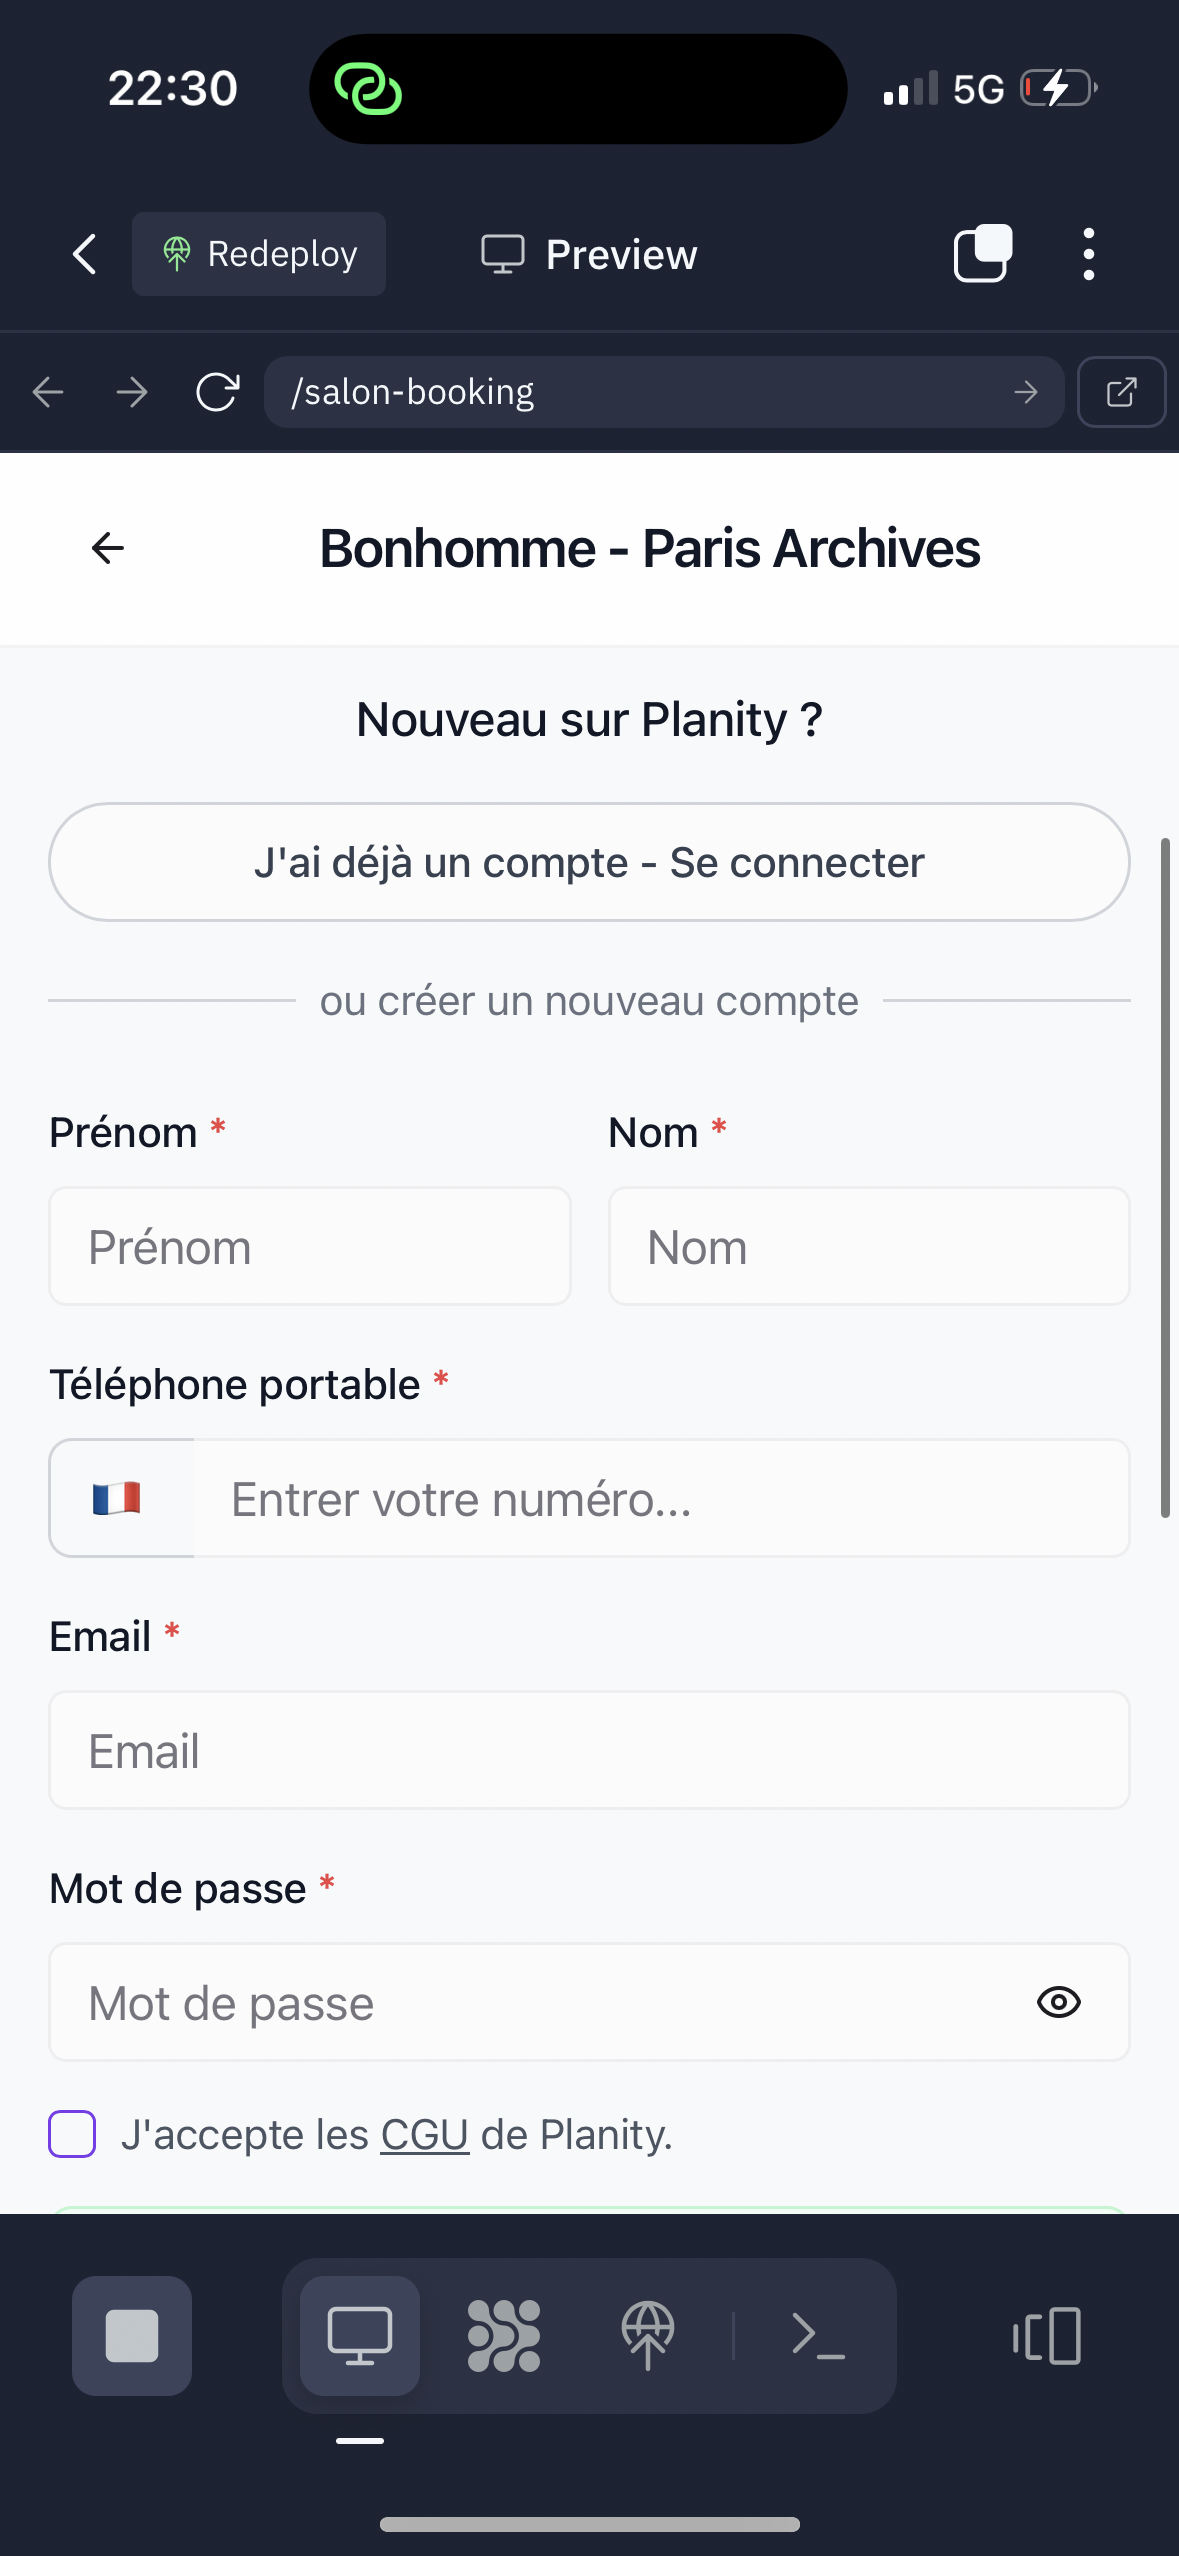 22:30
5G
Redeploy
Preview
/salon-booking
Bonhomme - Paris Archives
Nouveau sur Planity ?
J'ai déjà un compte - Se connecter
ou créer un nouveau compte
Prénom * Nom *
Prénom Nom
Téléphone portable *
Entrer votre numéro...
Email *
Email
Mot de passe *
Mot de passe
J'accepte les CGU de Planity.